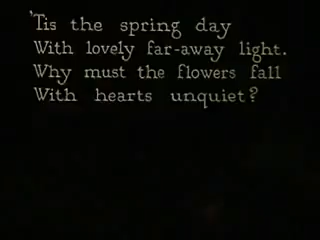 'Tis the spring day
With lovely far-away light.
Why must the flowers fall
With hearts unquiet?